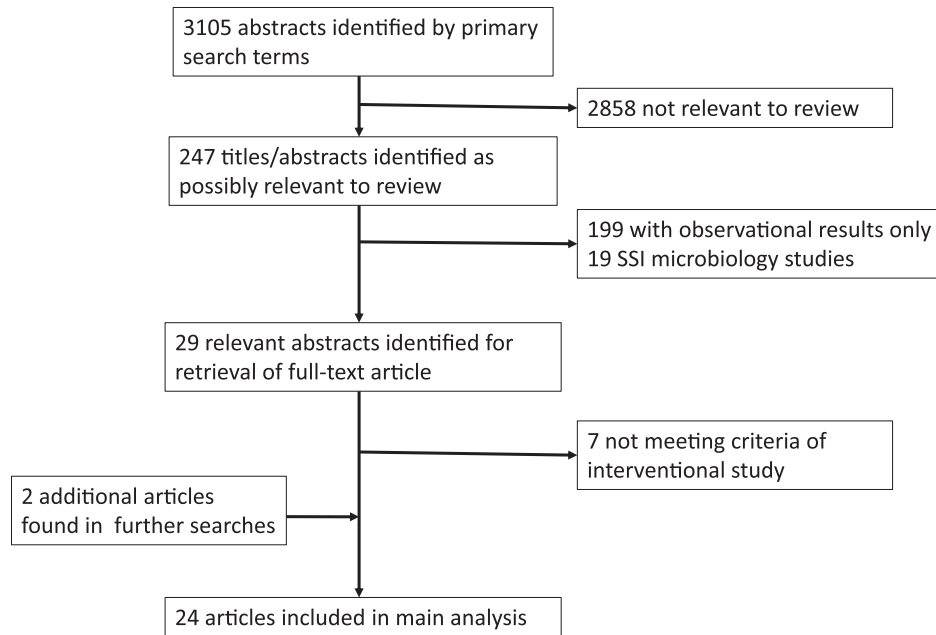 3105 abstracts identified by primary
search terms
2858 not relevant to review
247 titles/abstracts identified as
possibly relevant to review
199 with observational results only
19 SSI microbiology studies
29 relevant abstracts identified for
retrieval of full-text article
7 not meeting criteria of
interventional study
2 additional articles
found in further searches
24 articles included in main analysis